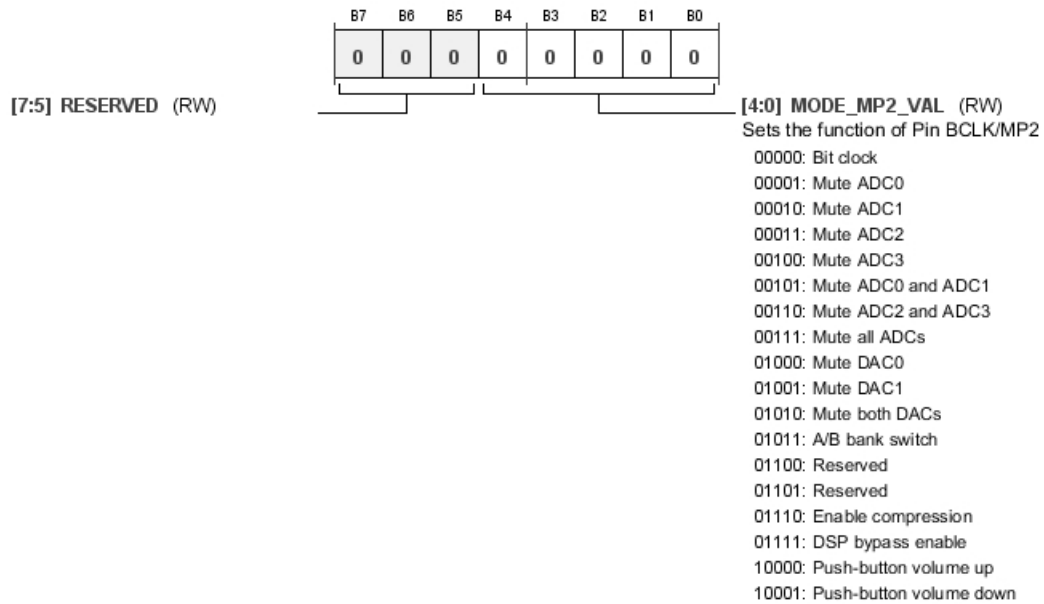 B7 B6 B5 B4 B3 B2 B1 B0
0 0 0 0 0 0 0 0
[7:5] RESERVED (RW)
[4:0] MODE_MP2_VAL (RW)
Sets the function of Pin BCLK/MP2
00000: Bit clock
00001: Mute ADC0
00010: Mute ADC1
00011: Mute ADC2
00100: Mute ADC3
00101: Mute ADC0 and ADC1
00110: Mute ADC2 and ADC3
00111: Mute all ADCs
01000: Mute DAC0
01001: Mute DAC1
01010: Mute both DACs
01011: A/B bank switch
01100: Reserved
01101: Reserved
01110: Enable compression
01111: DSP bypass enable
10000: Push-button volume up
10001: Push-button volume down